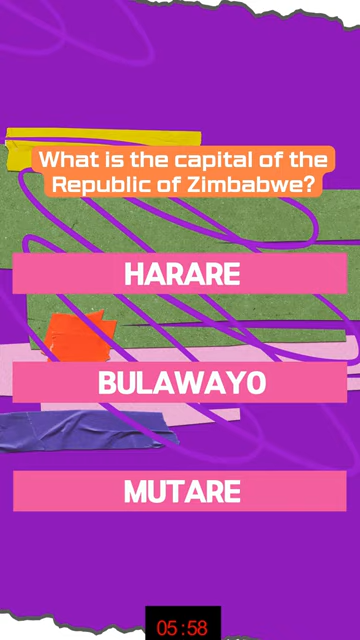 What is the capital of the
Republic of Zimbabwe?
HARARE
BULAWAYO
MUTARE
05:58